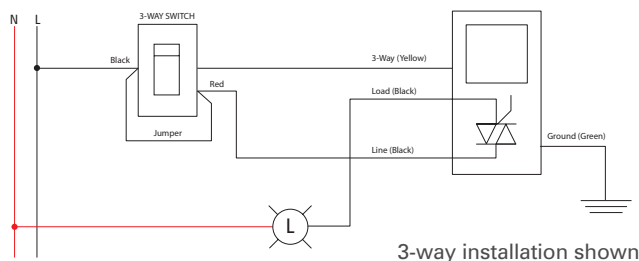 3-WAY SWITCH
N L
Black
3-Way (Yellow)
Red
Load (Black)
Jumper
Ground (Green)
Line (Black)
L
3-way installation shown